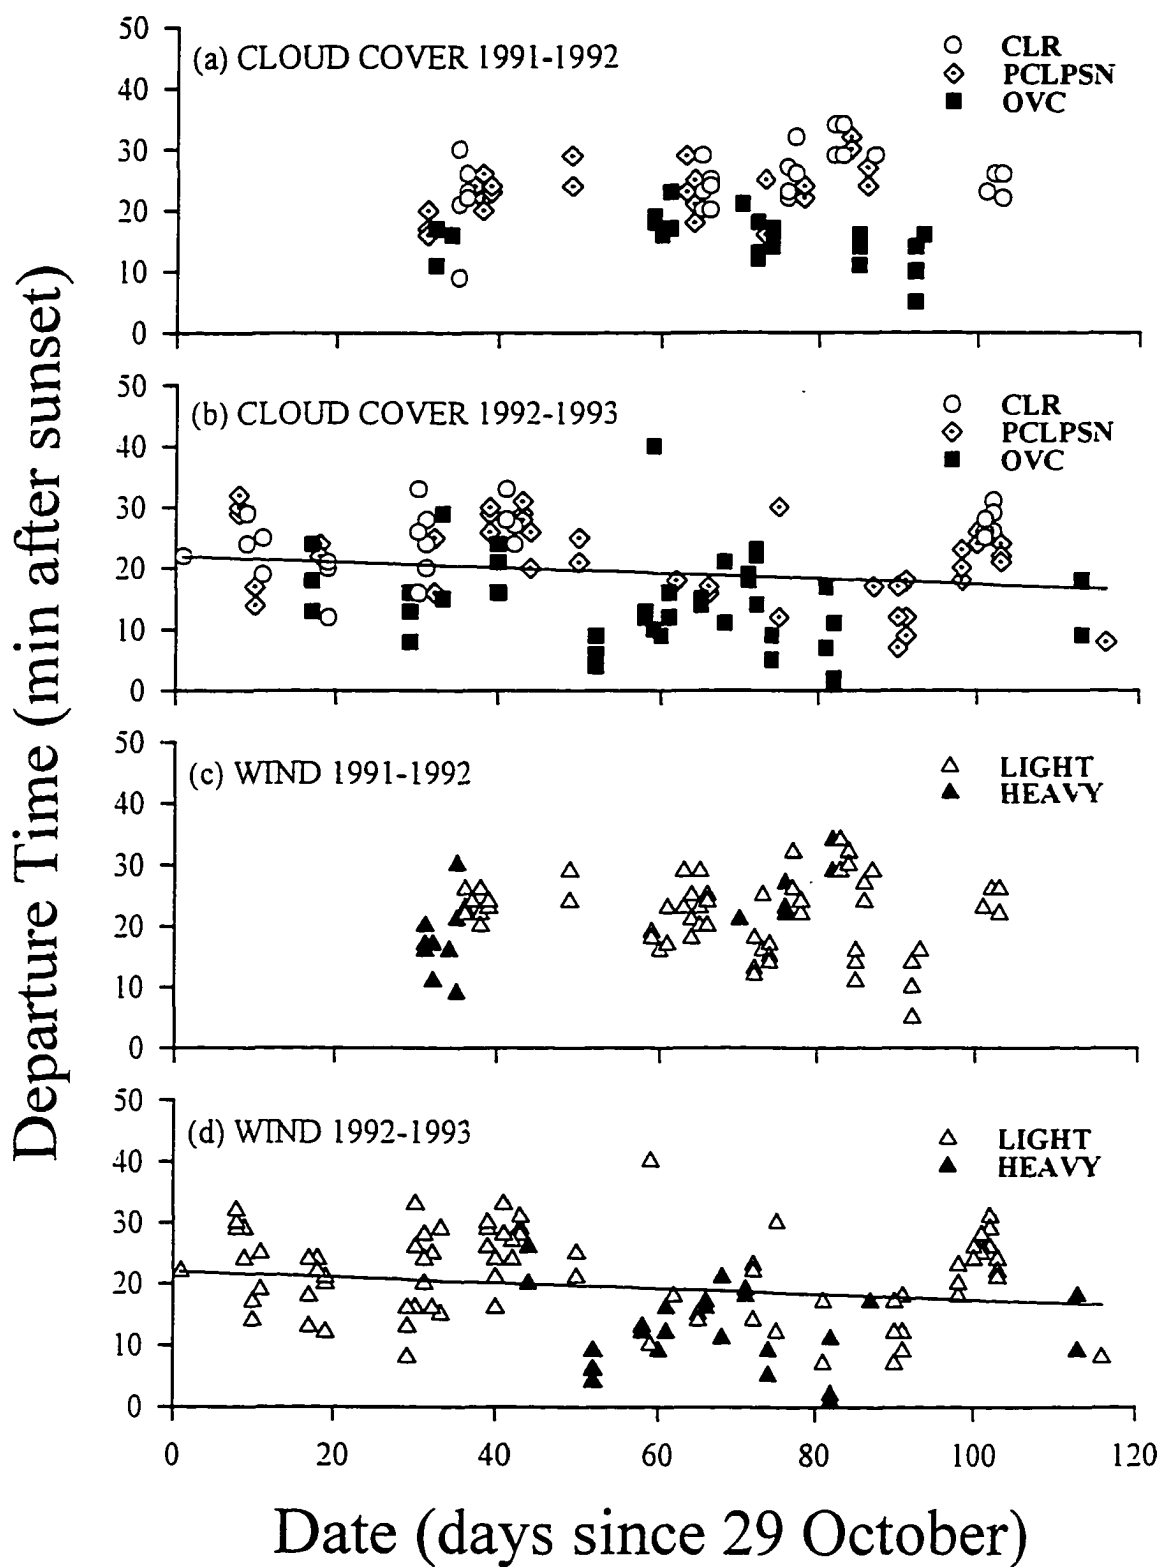 Departure Time (min after sunset)
(a) CLOUD COVER 1991-1992
CLR
PCLPSN
OVC
50
40
30
20
10
0
(b) CLOUD COVER 1992-1993
CLR
PCLPSN
OVC
50
40
30
20
10
0
(c) WIND 1991-1992
LIGHT
HEAVY
50
40
30
20
10
0
(d) WIND 1992-1993
LIGHT
HEAVY
50
40
30
20
10
0
0 20 40 60 80 100 120
Date (days since 29 October)